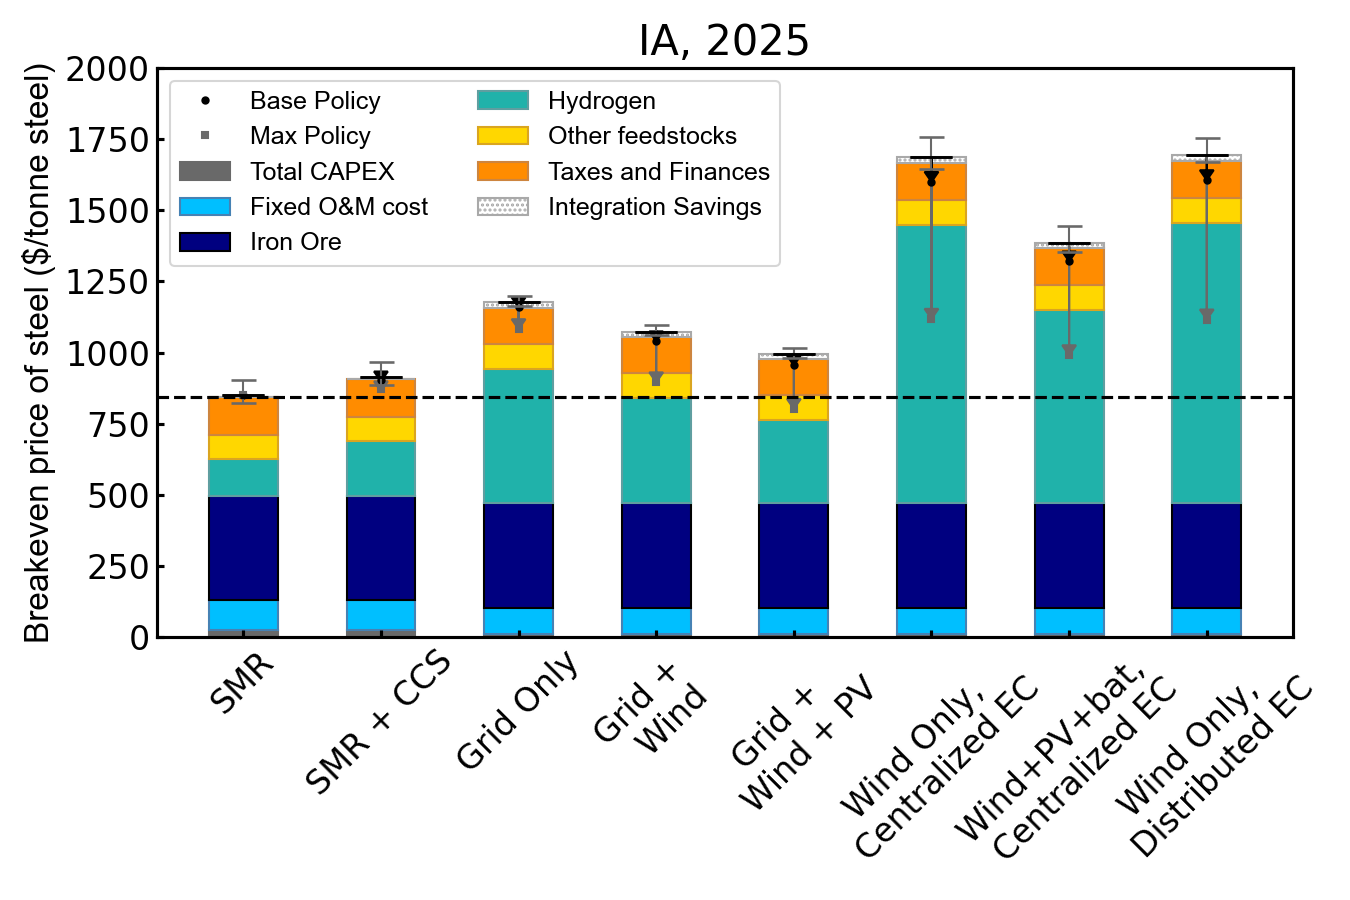 IA, 2025
Breakeven price of steel ($/tonne steel)
2000
1750
1500
1250
1000
750
500
250
0
Base Policy
Max Policy
Total CAPEX
Fixed O&M cost
Iron Ore
Hydrogen
Other feedstocks
Taxes and Finances
Integration Savings
SMR
SMR + CCS
Grid Only
Grid +
Wind
Grid +
Wind + PV
Wind Only,
Centralized EC
Wind+PV+bat,
Centralized EC
Wind Only,
Distributed EC